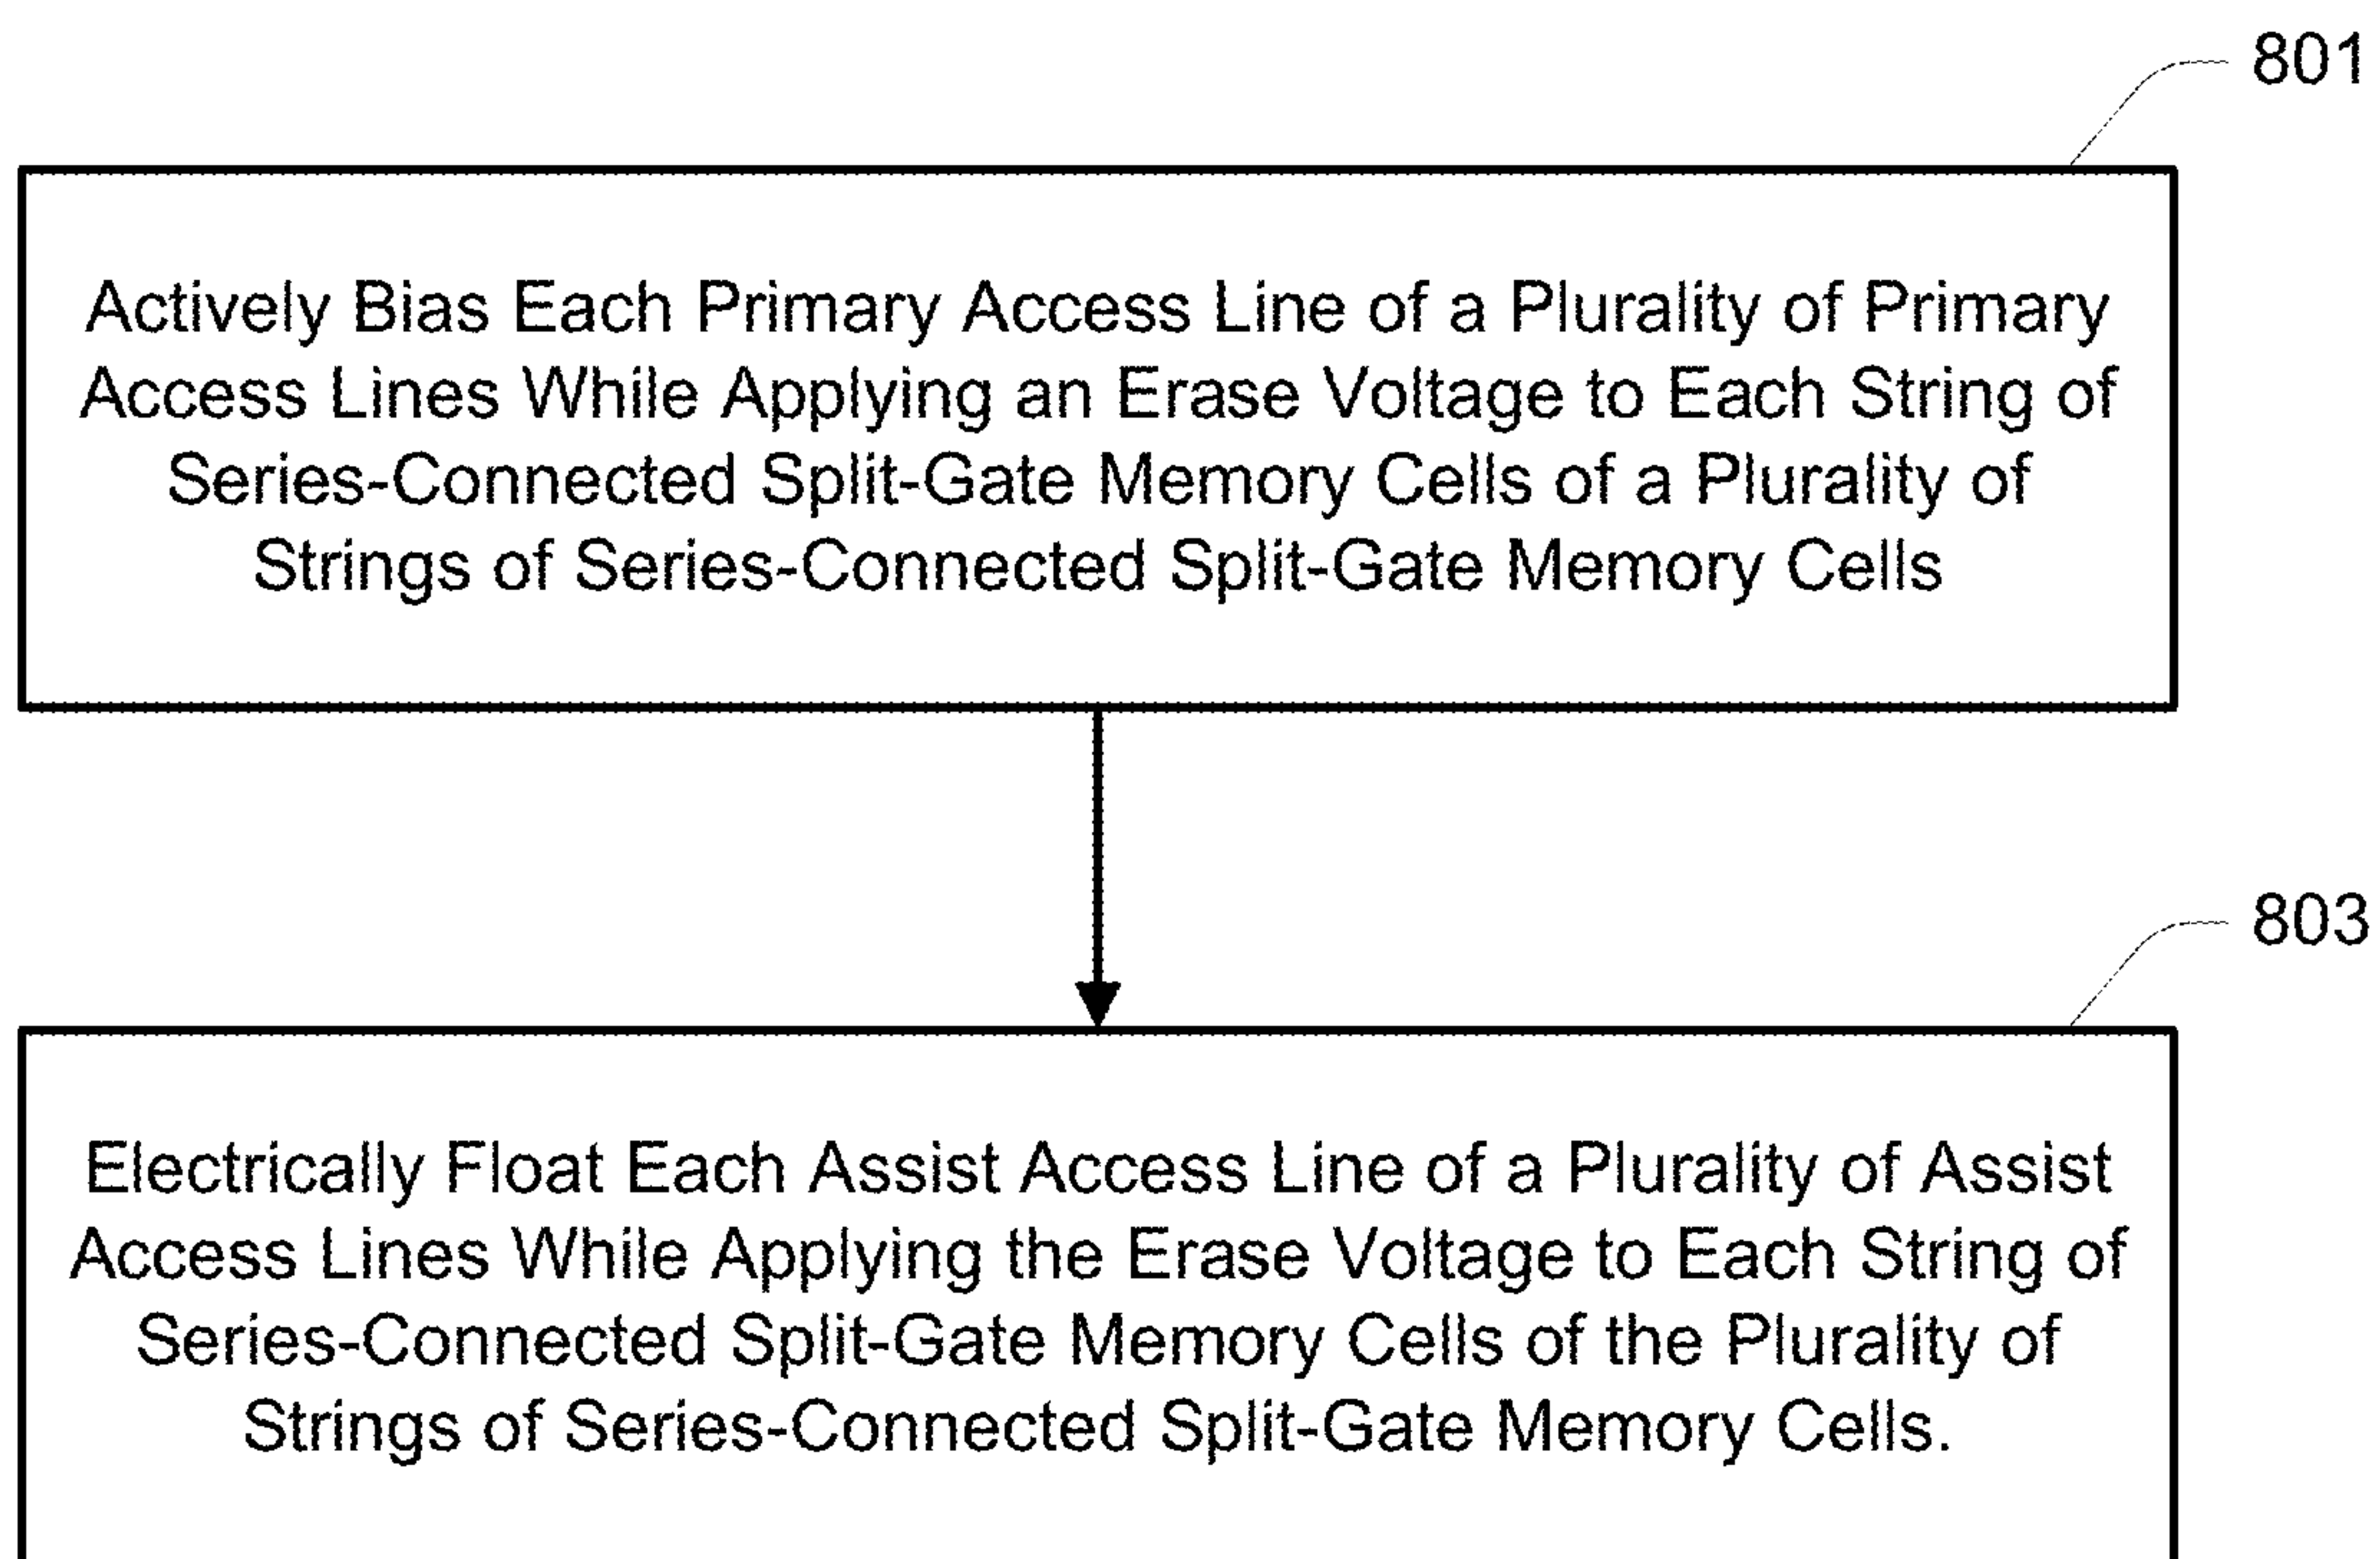 801
Actively Bias Each Primary Access Line of a Plurality of Primary
Access Lines While Applying an Erase Voltage to Each String of
Series-Connected Split-Gate Memory Cells of a Plurality of
Strings of Series-Connected Split-Gate Memory Cells
803
Electrically Float Each Assist Access Line of a Plurality of Assist
Access Lines While Applying the Erase Voltage to Each String of
Series-Connected Split-Gate Memory Cells of the Plurality of
Strings of Series-Connected Split-Gate Memory Cells.